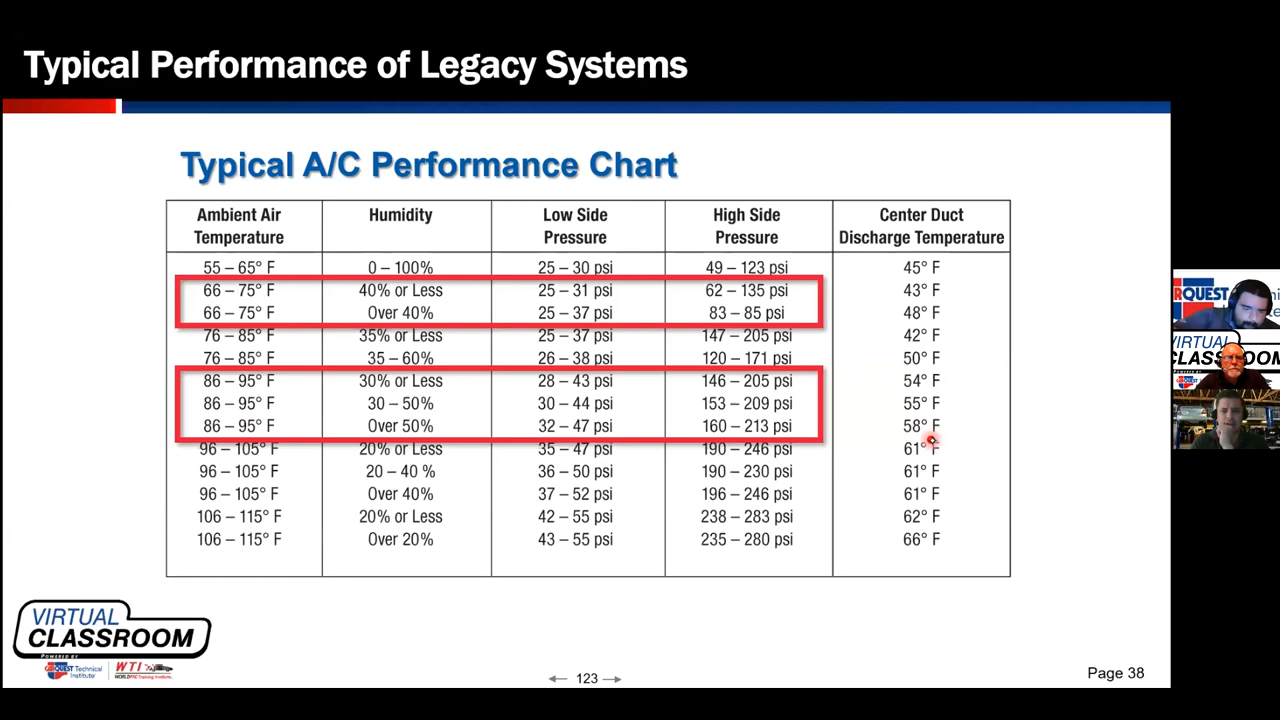 Typical Performance of Legacy Systems
Typical A/C Performance Chart
Ambient Air Temperature Humidity Low Side Pressure High Side Pressure Center Duct Discharge Temperature
55 – 65° F 0 – 100% 25 – 30 psi 49 – 123 psi 45° F
66 – 75° F 40% or Less 25 – 31 psi 62 – 135 psi 43° F
66 – 75° F Over 40% 25 – 37 psi 83 – 85 psi 48° F
76 – 85° F 35% or Less 25 – 37 psi 147 – 205 psi 42° F
76 – 85° F 35 – 60% 26 – 38 psi 120 – 171 psi 50° F
86 – 95° F 30% or Less 28 – 43 psi 146 – 205 psi 54° F
86 – 95° F 30 – 50% 30 – 44 psi 153 – 209 psi 55° F
86 – 95° F Over 50% 32 – 47 psi 160 – 213 psi 58° F
96 – 105° F 20% or Less 35 – 47 psi 190 – 246 psi 61° F
96 – 105° F 20 – 40 % 36 – 50 psi 190 – 230 psi 61° F
96 – 105° F Over 40% 37 – 52 psi 196 – 246 psi 61° F
106 – 115° F 20% or Less 42 – 55 psi 238 – 283 psi 62° F
106 – 115° F Over 20% 43 – 55 psi 235 – 280 psi 66° F
VIRTUAL
CLASSROOM
POWERED BY
CARQUEST Technical Institute
WTI
WORLDPAC Training Institute
123
Page 38
VIRTUAL
CLASSROOM